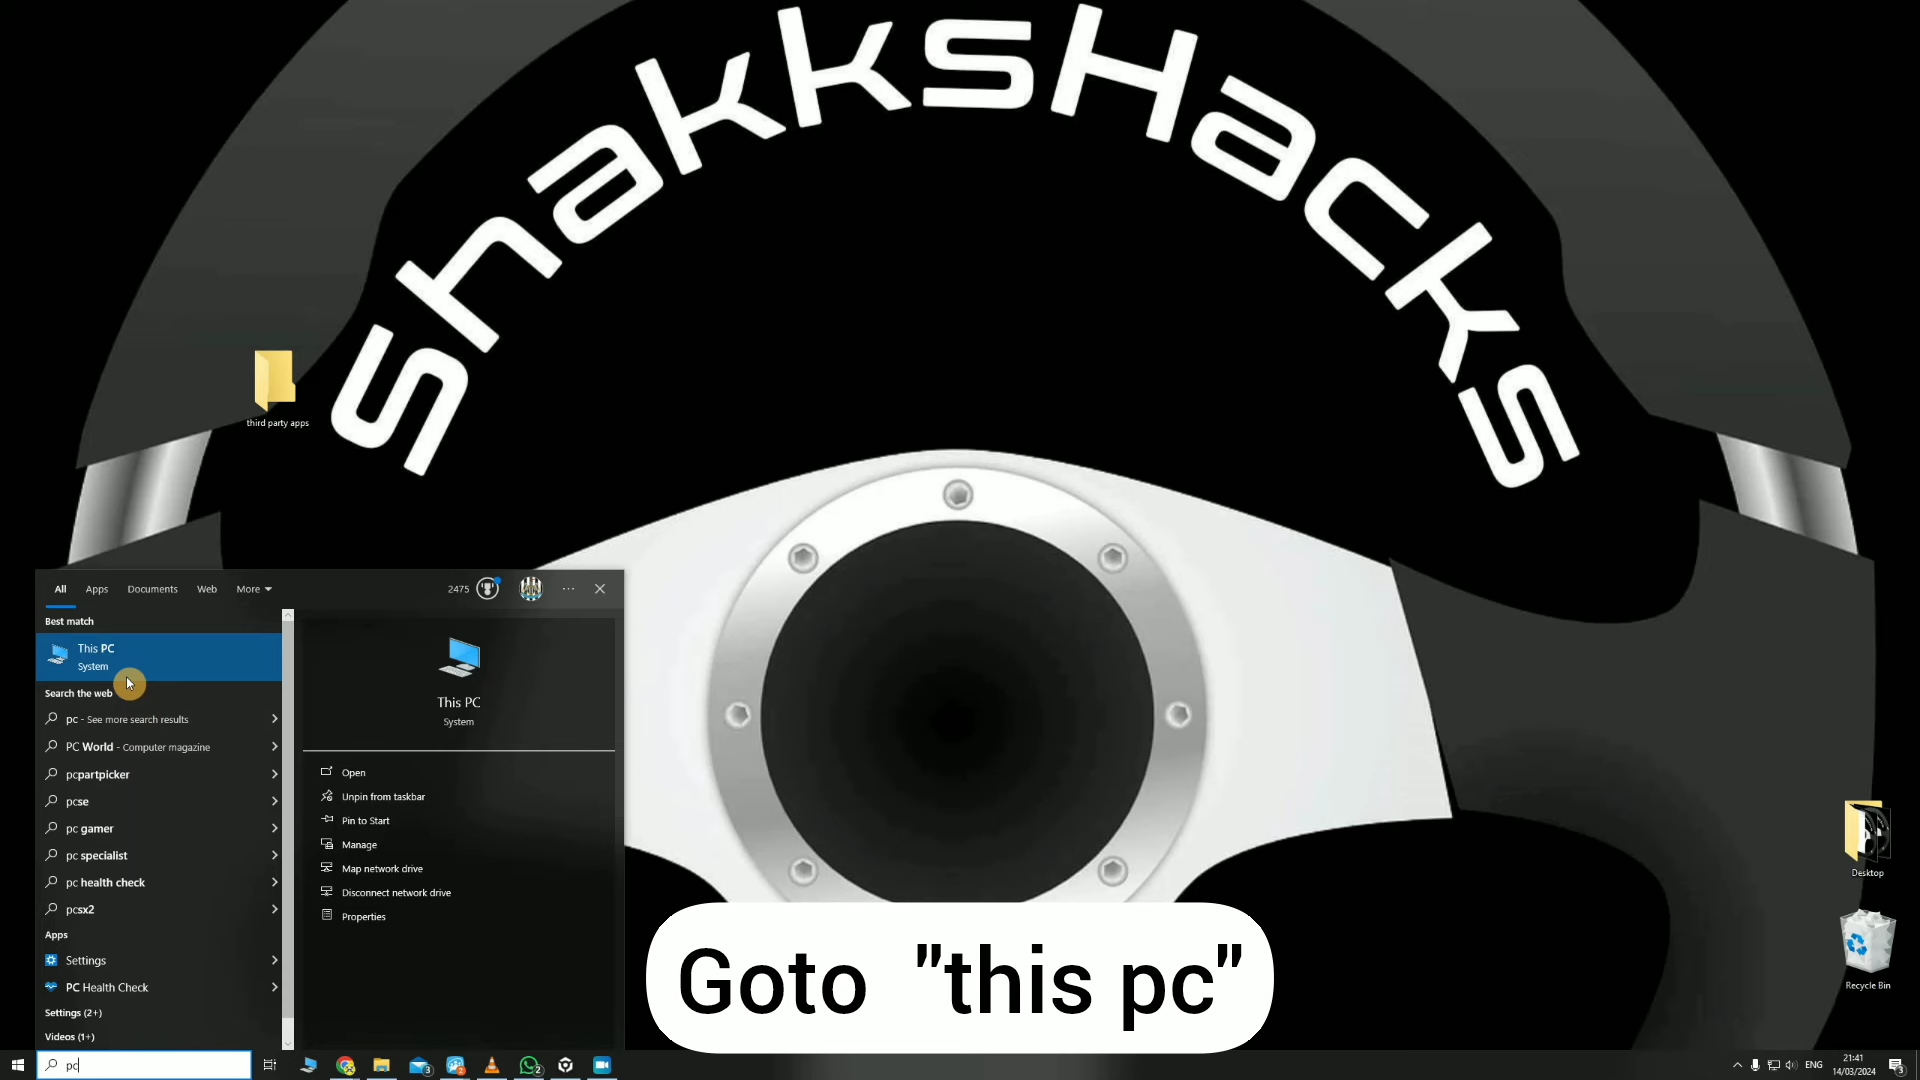 ShakksHacks
third party apps
All Apps Documents Web More 2475 ...
Best match
This PC
System
Search the web
pc - See more search results
PC World - Computer magazine
pcpartpicker
pcse
pc gamer
pc specialist
pc health check
pcsx2
Apps
Settings
PC Health Check
Settings (2+)
Videos (1+)
This PC
System
Open
Unpin from taskbar
Pin to Start
Manage
Map network drive
Disconnect network drive
Properties
Goto "this pc"
Desktop
Recycle Bin
pc
3
2
2
ENG
21:41
14/03/2024
3